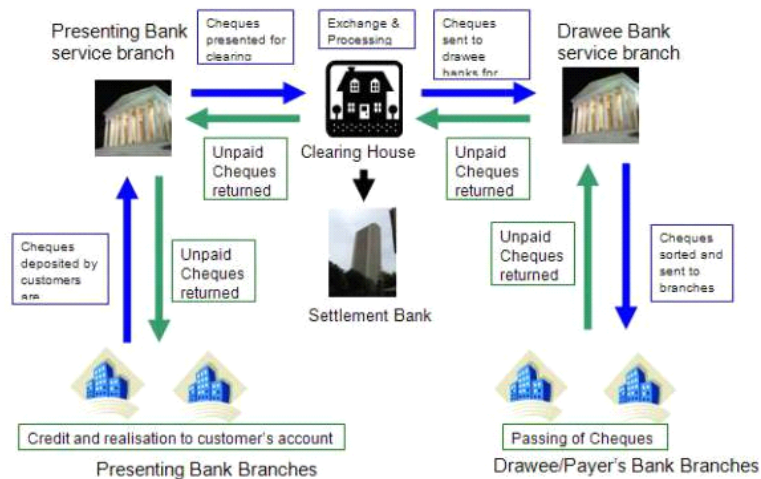 Presenting Bank
service branch
Cheques
presented for
clearing
Exchange &
Processing
Cheques
sent to
drawee
banks for
Drawee Bank
service branch
Unpaid
Cheques
returned
Clearing House
Unpaid
Cheques
returned
Cheques
deposited by
customers
are
Unpaid
Cheques
returned
Settlement Bank
Unpaid
Cheques
returned
Cheques
sorted and
sent to
branches
Credit and realisation to customer's account
Passing of Cheques
Presenting Bank Branches
Drawee/Payer's Bank Branches